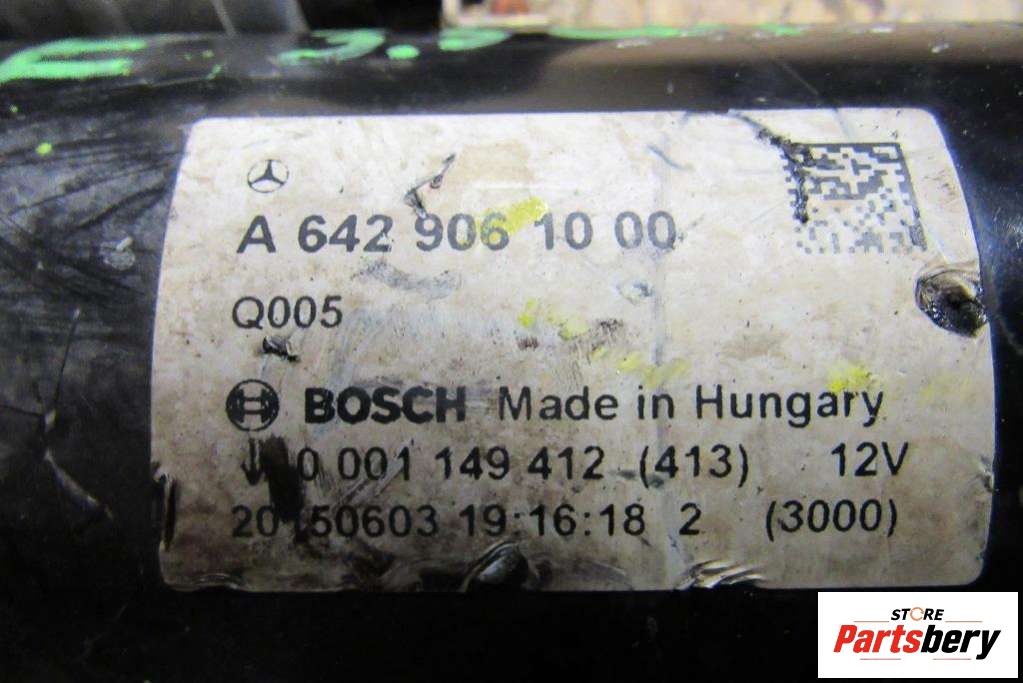 A 642 906 10 00
Q005
BOSCH Made in Hungary
0 001 149 412 (413) 12V
20150603 19:16:18 2 (3000)
STORE
Partsbery